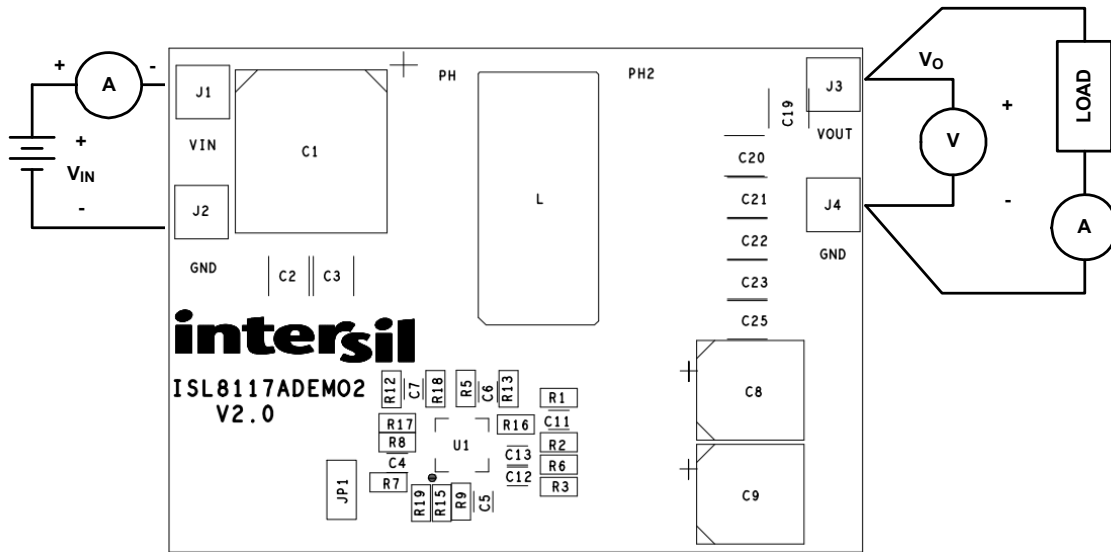 + A -
+
VIN
-
J1
VIN
J2
GND
C1
PH
PH2
L
C2 C3
intersil
ISL8117ADEMO2
V2.0
J3
VOUT
J4
GND
C19
C20
C21
C22
C23
C25
C8
C9
R12 C7 R18 R5 C6 R13
R1
C11
R17
R16
R8
U1
R2
C13
C4
R6
C12
R7
R3
JP1
R19 R15 R9 C5
+
+
+
VO
V
+
-
LOAD
A